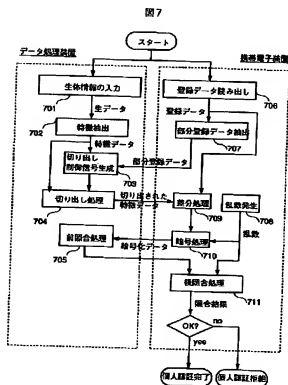 図7
スタート
データ処理装置
携帯電子装置
生体情報の入力
701
登録データ読み出し
706
生データ
登録データ
702
特徴抽出
部分登録データ抽出
707
特徴データ
切り出し
制御信号生成
703
部分登録データ
切り出し処理
704
切り出された
特徴データ
差分処理
709
乱数発生
708
前照合処理
705
暗号化データ
暗号処理
710
乱数
後照合処理
711
照合結果
OK?
no
yes
個人認証完了
個人認証拒絶